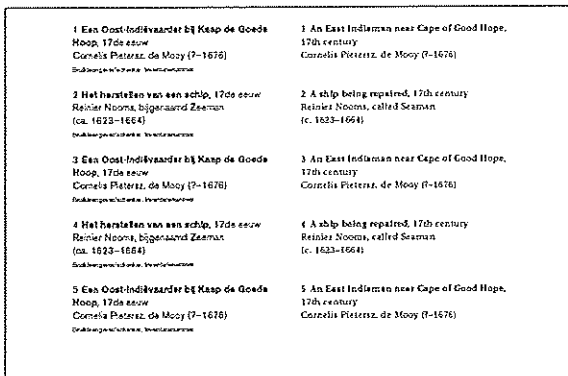 1 Een Oost-Indiëvaarder bij Kaap de Goede
Hoop, 17de eeuw
Cornelis Pietersz. de Mooy (?–1676)
2 Het herstellen van een schip, 17de eeuw
Reinier Nooms, bijgenaamd Zeeman
(ca. 1623–1664)
3 Een Oost-Indiëvaarder bij Kaap de Goede
Hoop, 17de eeuw
Cornelis Pietersz. de Mooy (?–1676)
4 Het herstellen van een schip, 17de eeuw
Reinier Nooms, bijgenaamd Zeeman
(ca. 1623–1664)
5 Een Oost-Indiëvaarder bij Kaap de Goede
Hoop, 17de eeuw
Cornelis Pietersz. de Mooy (?–1676)
1 An East Indiaman near Cape of Good Hope,
17th century
Cornelis Pietersz. de Mooy (?–1676)
2 A ship being repaired, 17th century
Reinier Nooms, called Seaman
(c. 1623–1664)
3 An East Indiaman near Cape of Good Hope,
17th century
Cornelis Pietersz. de Mooy (?–1676)
4 A ship being repaired, 17th century
Reinier Nooms, called Seaman
(c. 1623–1664)
5 An East Indiaman near Cape of Good Hope,
17th century
Cornelis Pietersz. de Mooy (?–1676)